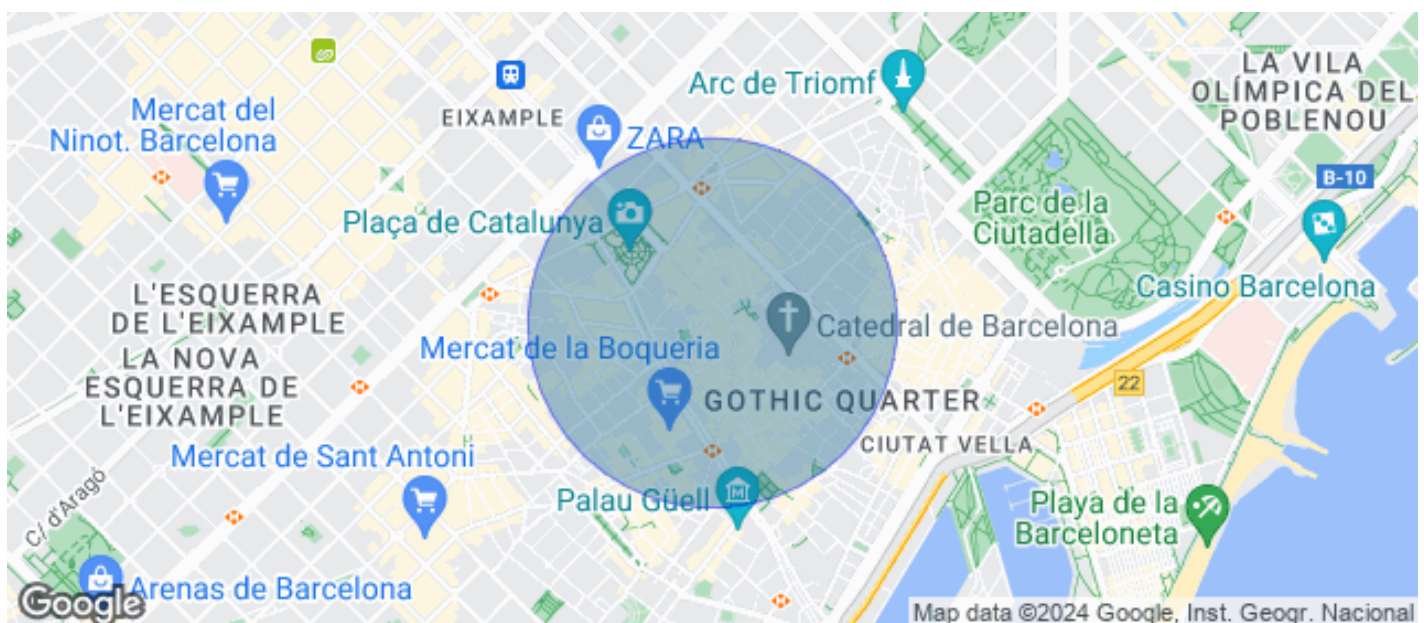 Arc de Triomf
LA VILA
OLÍMPICA DEL
POBLENOU
EIXAMPLE
Mercat del
Ninot. Barcelona
ZARA
B-10
Plaça de Catalunya
Parc de la
Ciutadella
Casino Barcelona
L'ESQUERRA
DE L'EIXAMPLE
Catedral de Barcelona
LA NOVA
ESQUERRA DE
L'EIXAMPLE
Mercat de la Boqueria
22
GOTHIC QUARTER
CIUTAT VELLA
Mercat de Sant Antoni
C/ d'Aragó
Palau Güell
Playa de la
Barceloneta
Arenas de Barcelona
Google
Map data ©2024 Google, Inst. Geogr. Nacional